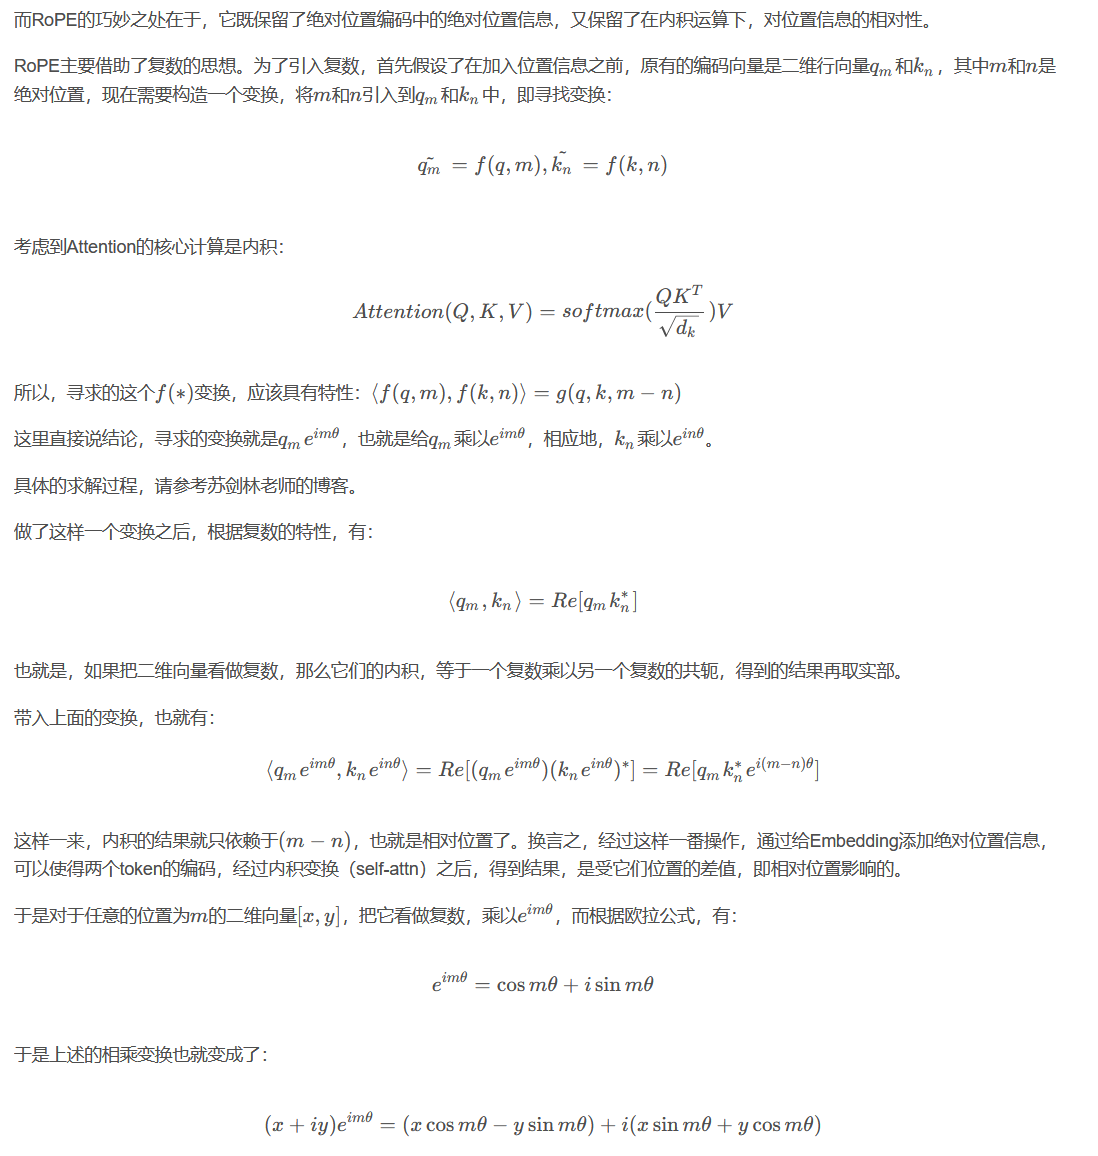 而RoPE的巧妙之处在于，它既保留了绝对位置编码中的绝对位置信息，又保留了在内积运算下，对位置信息的相对性。
RoPE主要借助了复数的思想。为了引入复数，首先假设了在加入位置信息之前，原有的编码向量是二维行向量$q_m$和$k_n$，其中$m$和$n$是
绝对位置，现在需要构造一个变换，将$m$和$n$引入到$q_m$和$k_n$中，即寻找变换：
$\tilde{q_m} = f(q, m), \tilde{k_n} = f(k, n)$
考虑到Attention的核心计算是内积：
$Attention(Q, K, V) = softmax(\frac{QK^T}{\sqrt{d_k}})V$
所以，寻求的这个$f(*)$变换，应该具有特性：$\langle f(q, m), f(k, n) \rangle = g(q, k, m - n)$
这里直接说结论，寻求的变换就是$q_m e^{im\theta}$，也就是给$q_m$乘以$e^{im\theta}$，相应地，$k_n$乘以$e^{in\theta}$。
具体的求解过程，请参考苏剑林老师的博客。
做了这样一个变换之后，根据复数的特性，有：
$\langle q_m, k_n \rangle = Re[q_m k_n^*]$
也就是，如果把二维向量看做复数，那么它们的内积，等于一个复数乘以另一个复数的共轭，得到的结果再取实部。
带入上面的变换，也就有：
$\langle q_m e^{im\theta}, k_n e^{in\theta} \rangle = Re[(q_m e^{im\theta})(k_n e^{in\theta})^*] = Re[q_m k_n^* e^{i(m-n)\theta}]$
这样一来，内积的结果就只依赖于$(m - n)$，也就是相对位置了。换言之，经过这样一番操作，通过给Embedding添加绝对位置信息，
可以使得两个token的编码，经过内积变换（self-attn）之后，得到结果，是受它们位置的差值，即相对位置影响的。
于是对于任意的位置为$m$的二维向量$[x, y]$，把它看做复数，乘以$e^{im\theta}$，而根据欧拉公式，有：
$e^{im\theta} = \cos m\theta + i \sin m\theta$
于是上述的相乘变换也就变成了：
$(x + iy)e^{im\theta} = (x \cos m\theta - y \sin m\theta) + i(x \sin m\theta + y \cos m\theta)$